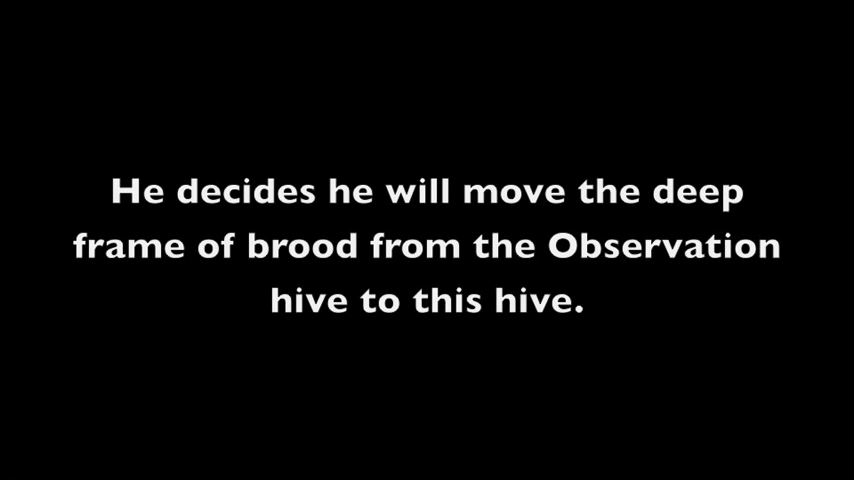 He decides he will move the deep
frame of brood from the Observation
hive to this hive.